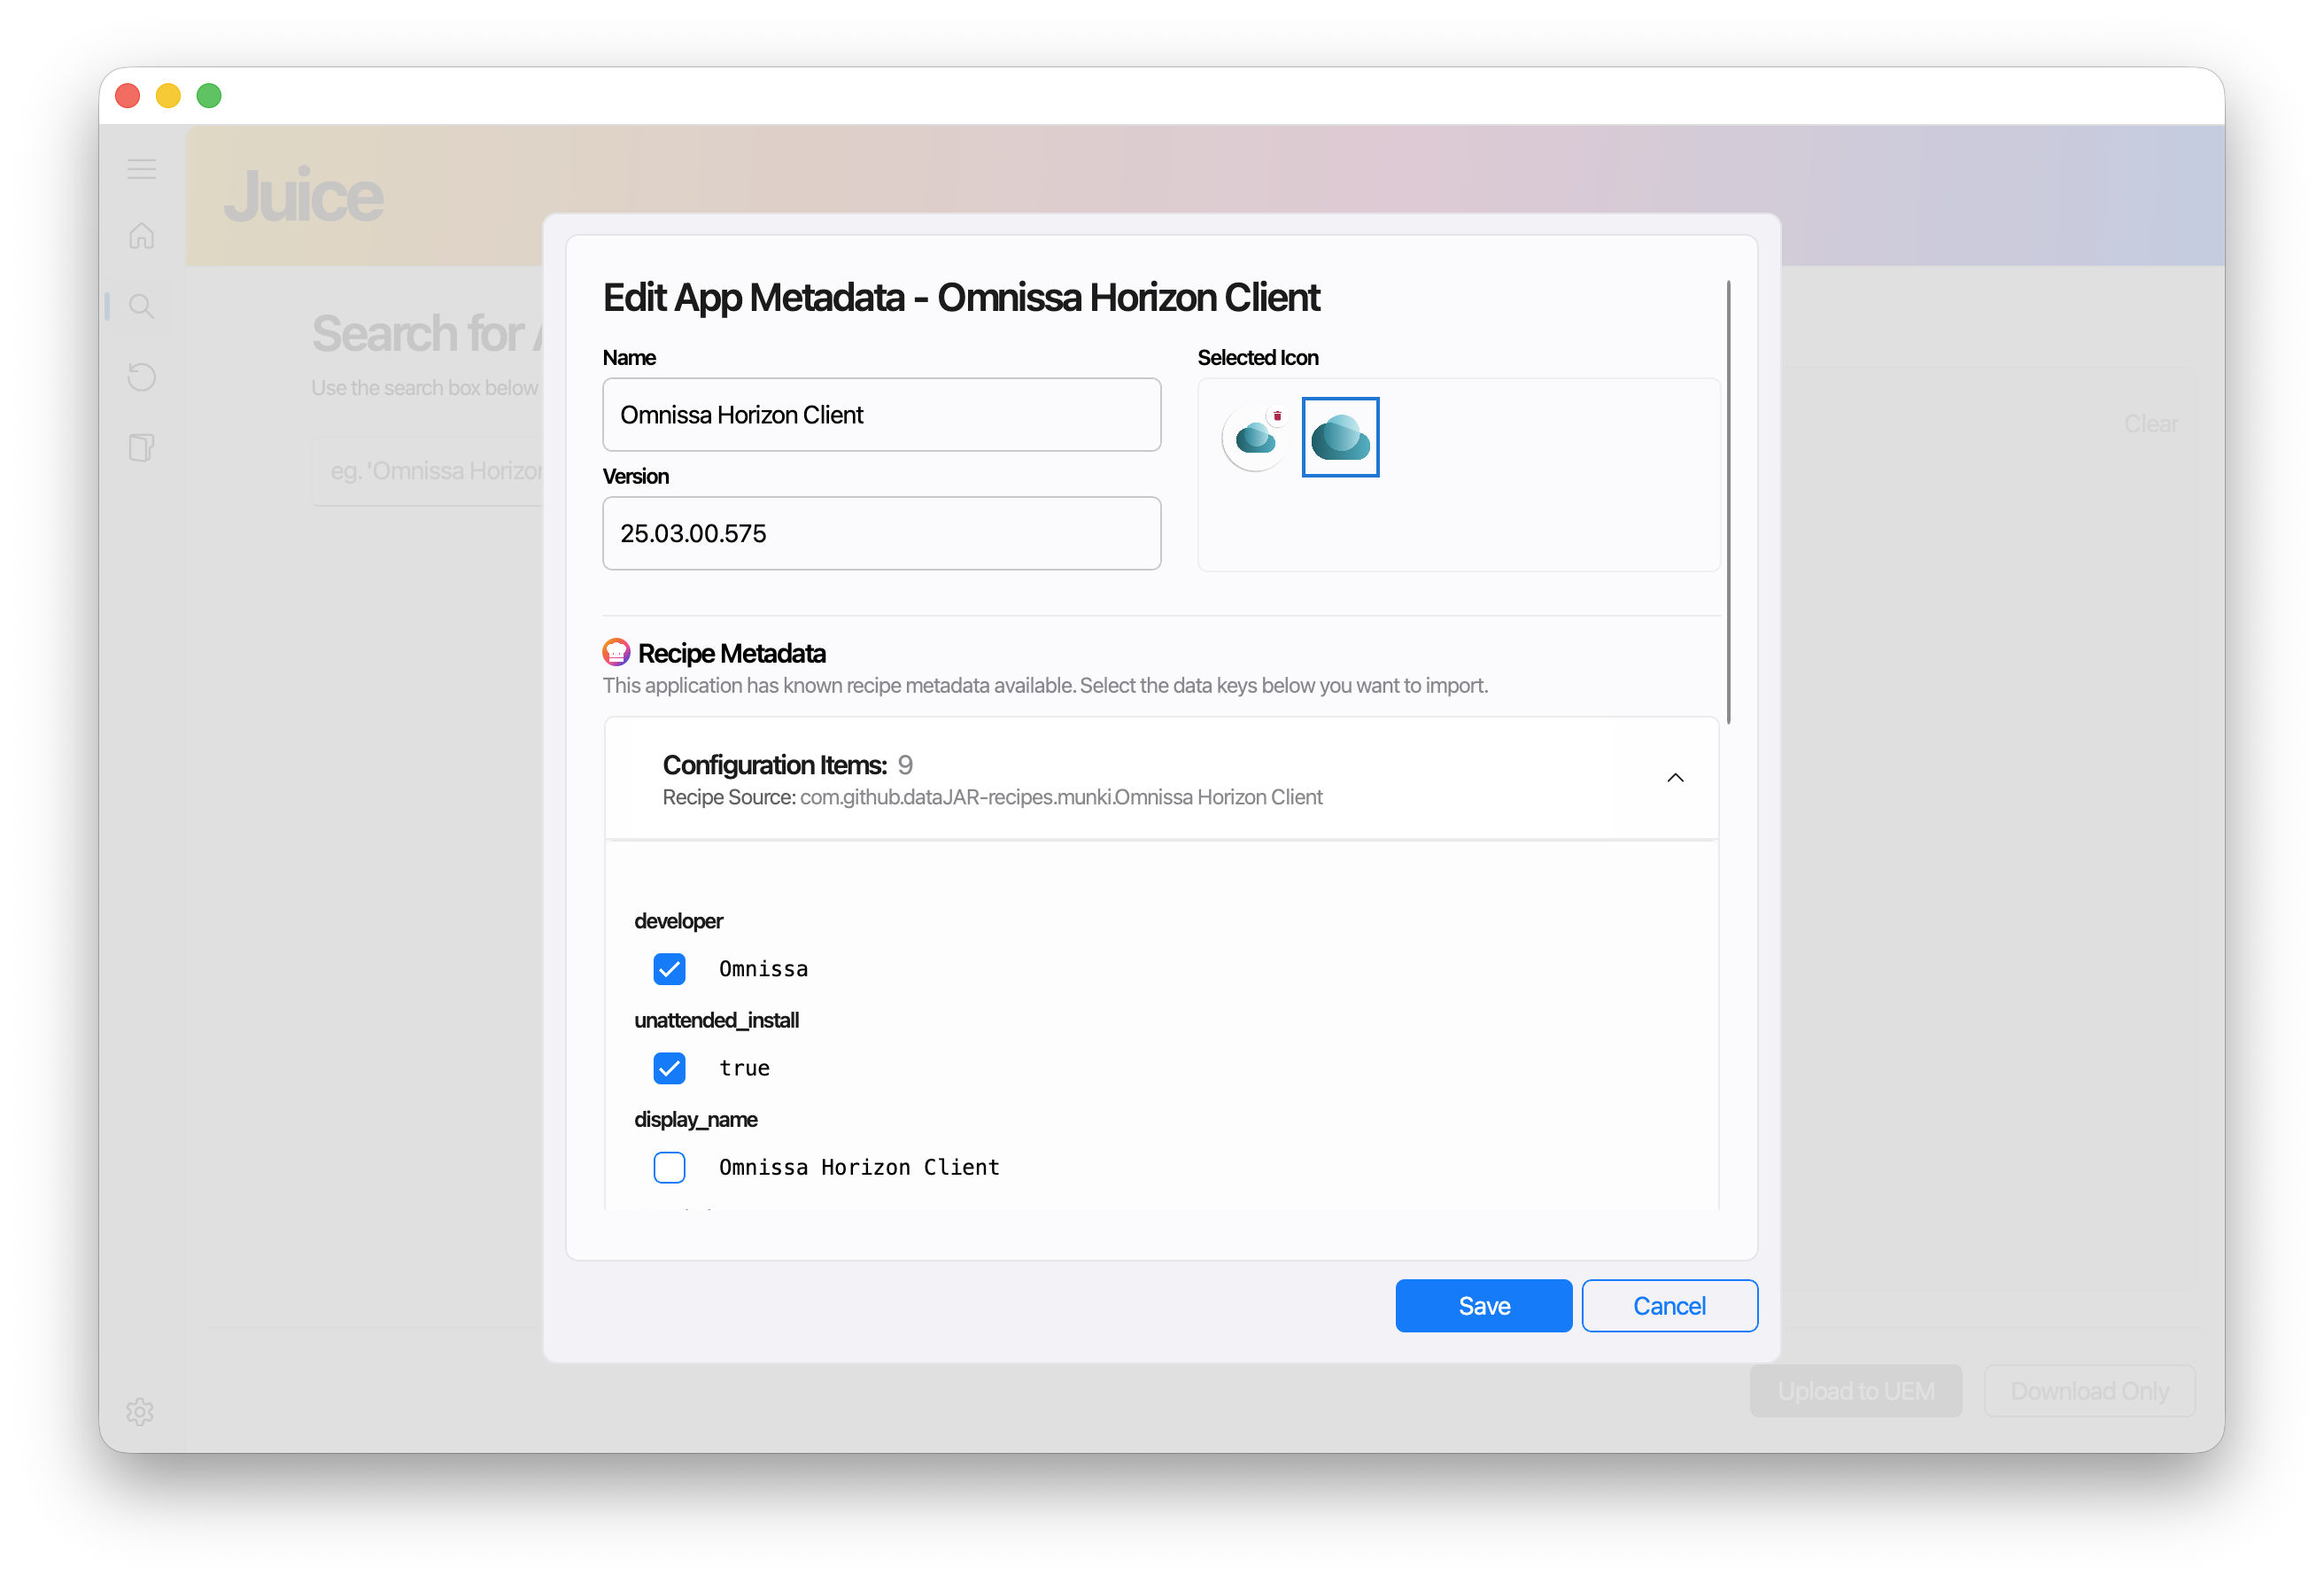 Juice
Search for
Use the search box below
eg. 'Omnissa Horizon
Clear
Edit App Metadata - Omnissa Horizon Client
Name
Omnissa Horizon Client
Version
25.03.00.575
Selected Icon
Recipe Metadata
This application has known recipe metadata available. Select the data keys below you want to import.
Configuration Items: 9
Recipe Source: com.github.dataJAR-recipes.munki.Omnissa Horizon Client
developer
Omnissa
unattended_install
true
display_name
Omnissa Horizon Client
Save
Cancel
Upload to UEM
Download Only